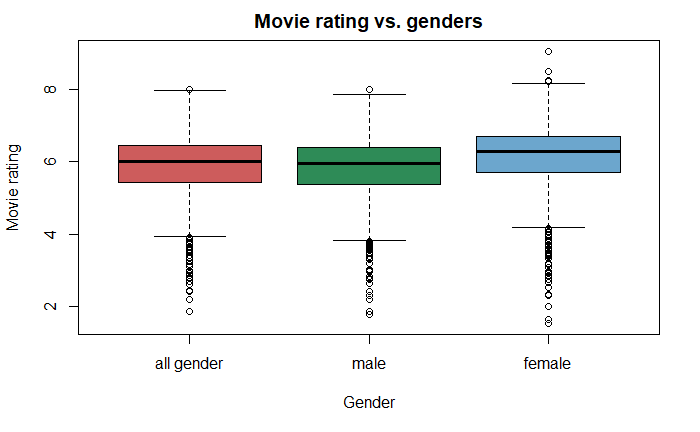 Movie rating vs. genders
8
6
4
2
Movie rating
all gender
male
female
Gender